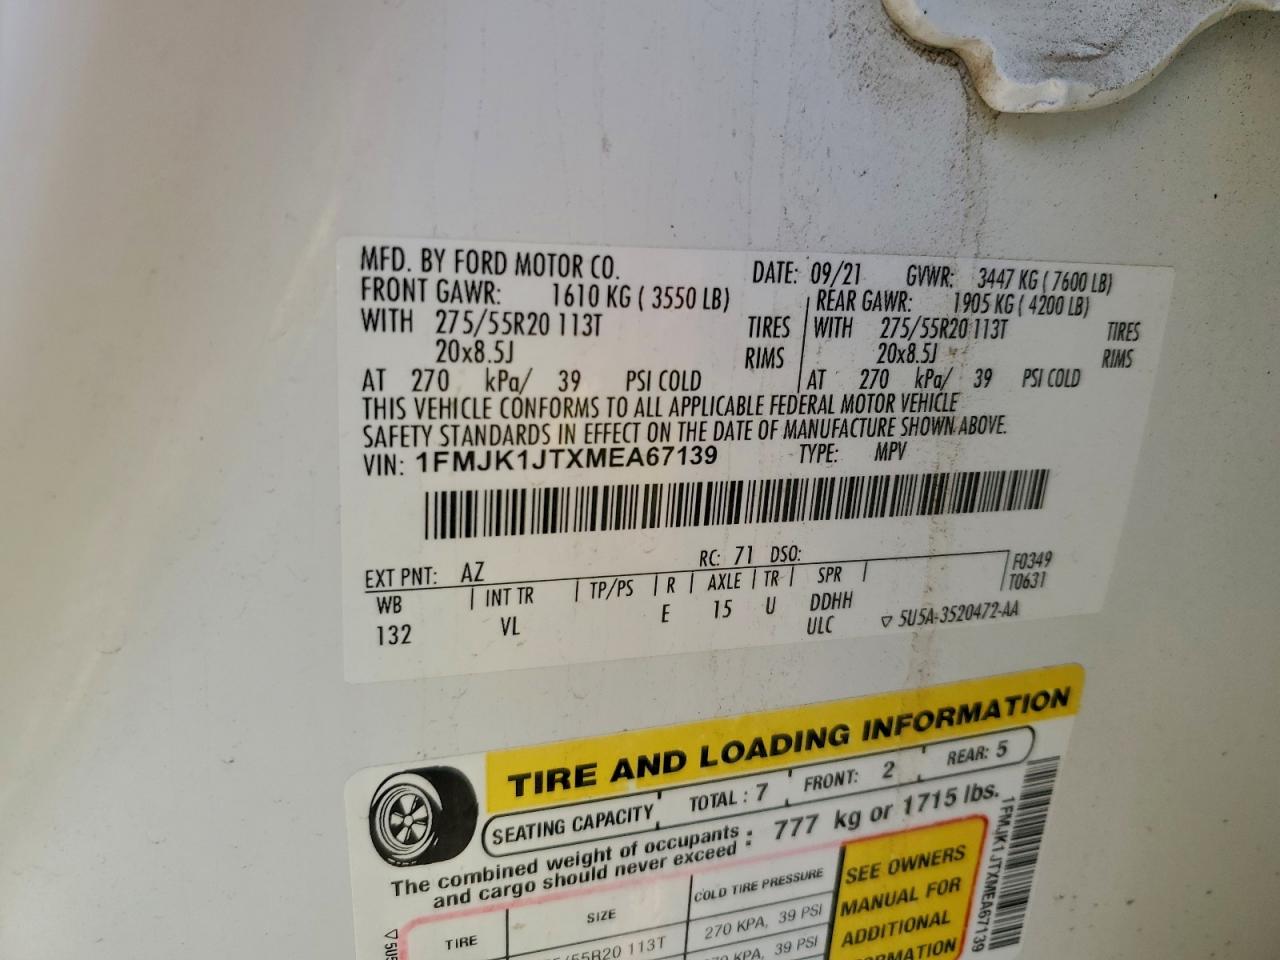 MFD. BY FORD MOTOR CO. DATE: 09/21 GVWR: 3447 KG ( 7600 LB)
FRONT GAWR: 1610 KG ( 3550 LB) REAR GAWR: 1905 KG ( 4200 LB)
WITH 275/55R20 113T TIRES WITH 275/55R20 113T TIRES
20x8.5J RIMS 20x8.5J RIMS
AT 270 kPa/ 39 PSI COLD AT 270 kPa/ 39 PSI COLD
THIS VEHICLE CONFORMS TO ALL APPLICABLE FEDERAL MOTOR VEHICLE
SAFETY STANDARDS IN EFFECT ON THE DATE OF MANUFACTURE SHOWN ABOVE.
VIN: 1FMJK1JTXMEA67139 TYPE: MPV
EXT PNT: AZ RC: 71 DSO: F0349
WB INT TR TP/PS R AXLE TR SPR T0631
132 VL E 15 U DDHH
ULC ▽ 5U5A-3520472-AA
TIRE AND LOADING INFORMATION
SEATING CAPACITY TOTAL : 7 FRONT: 2 REAR: 5
The combined weight of occupants : 777 kg or 1715 lbs.
and cargo should never exceed
TIRE SIZE COLD TIRE PRESSURE
/55R20 113T 270 KPA, 39 PSI
KPA, 39 PSI
SEE OWNERS
MANUAL FOR
ADDITIONAL
1FMJK1JTXMEA67139
▽ 5U5